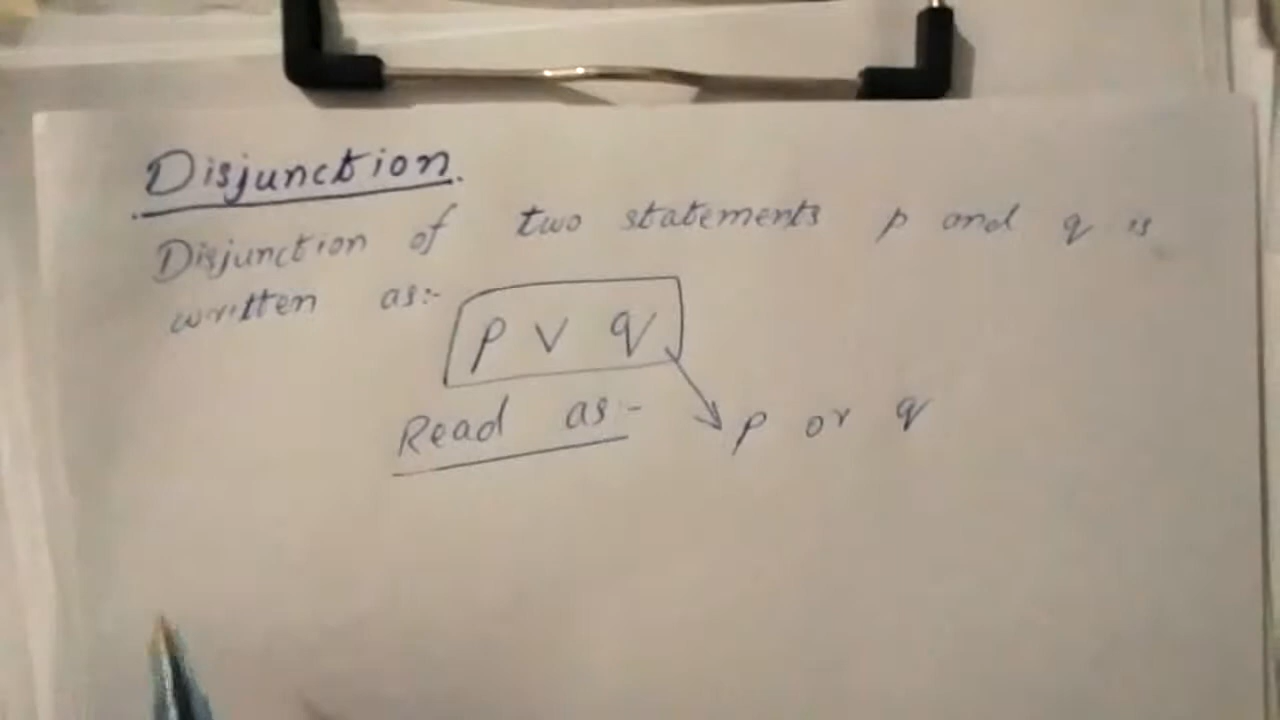 Disjunction.
Disjunction of two statements p and q is
written as:-
p ∨ q
Read as:- p or q